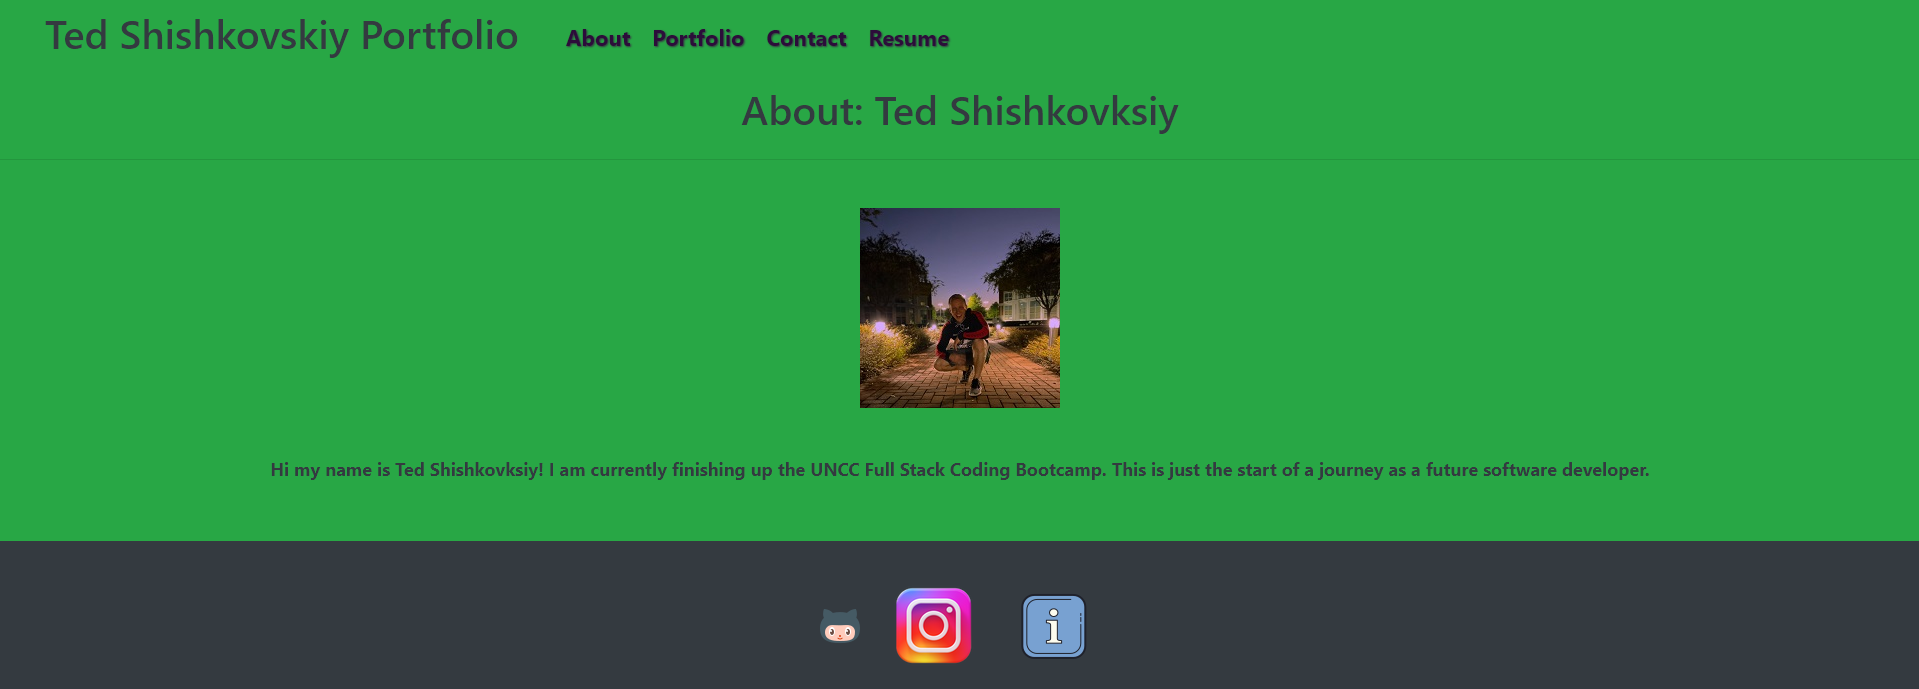 Ted Shishkovskiy Portfolio About Portfolio Contact Resume
About: Ted Shishkovksiy
Hi my name is Ted Shishkovksiy! I am currently finishing up the UNCC Full Stack Coding Bootcamp. This is just the start of a journey as a future software developer.
i